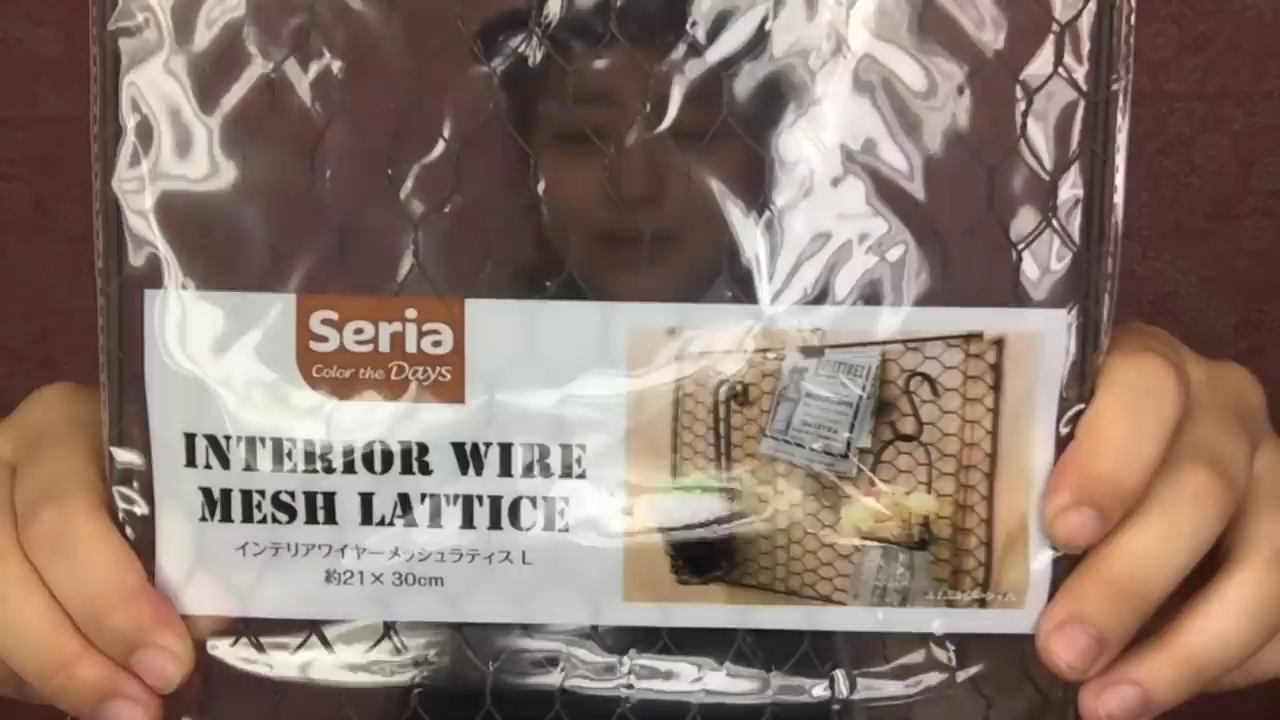 Seria
Color the Days
INTERIOR WIRE
MESH LATTICE
インテリアワイヤーメッシュラティス L
約21×30cm